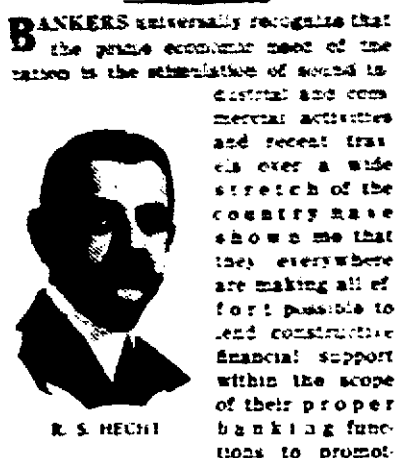 BANKERS universally recognize that
the prime economic need of the
nation is the stimulation of sound in-
dustrial and com-
mercial activities
and recent trav-
els over a wide
stretch of the
country have
shown me that
they everywhere
are making all ef-
fort possible to
lend constructive
financial support
within the scope
of their proper
banking func-
tions to promot-
R. S. HECHT